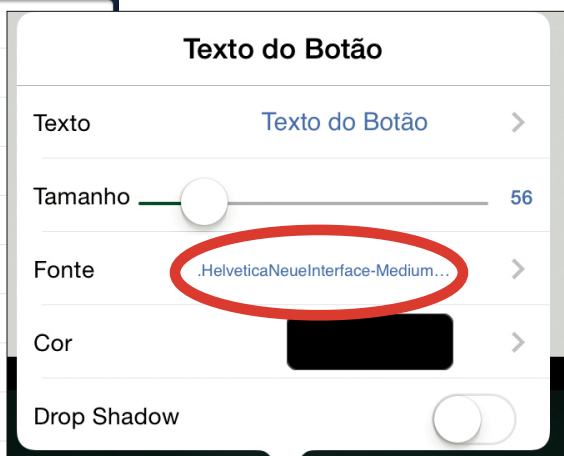 Texto do Botão
Texto Texto do Botão
Tamanho 56
Fonte .HelveticaNeueInterface-Medium...
Cor
Drop Shadow